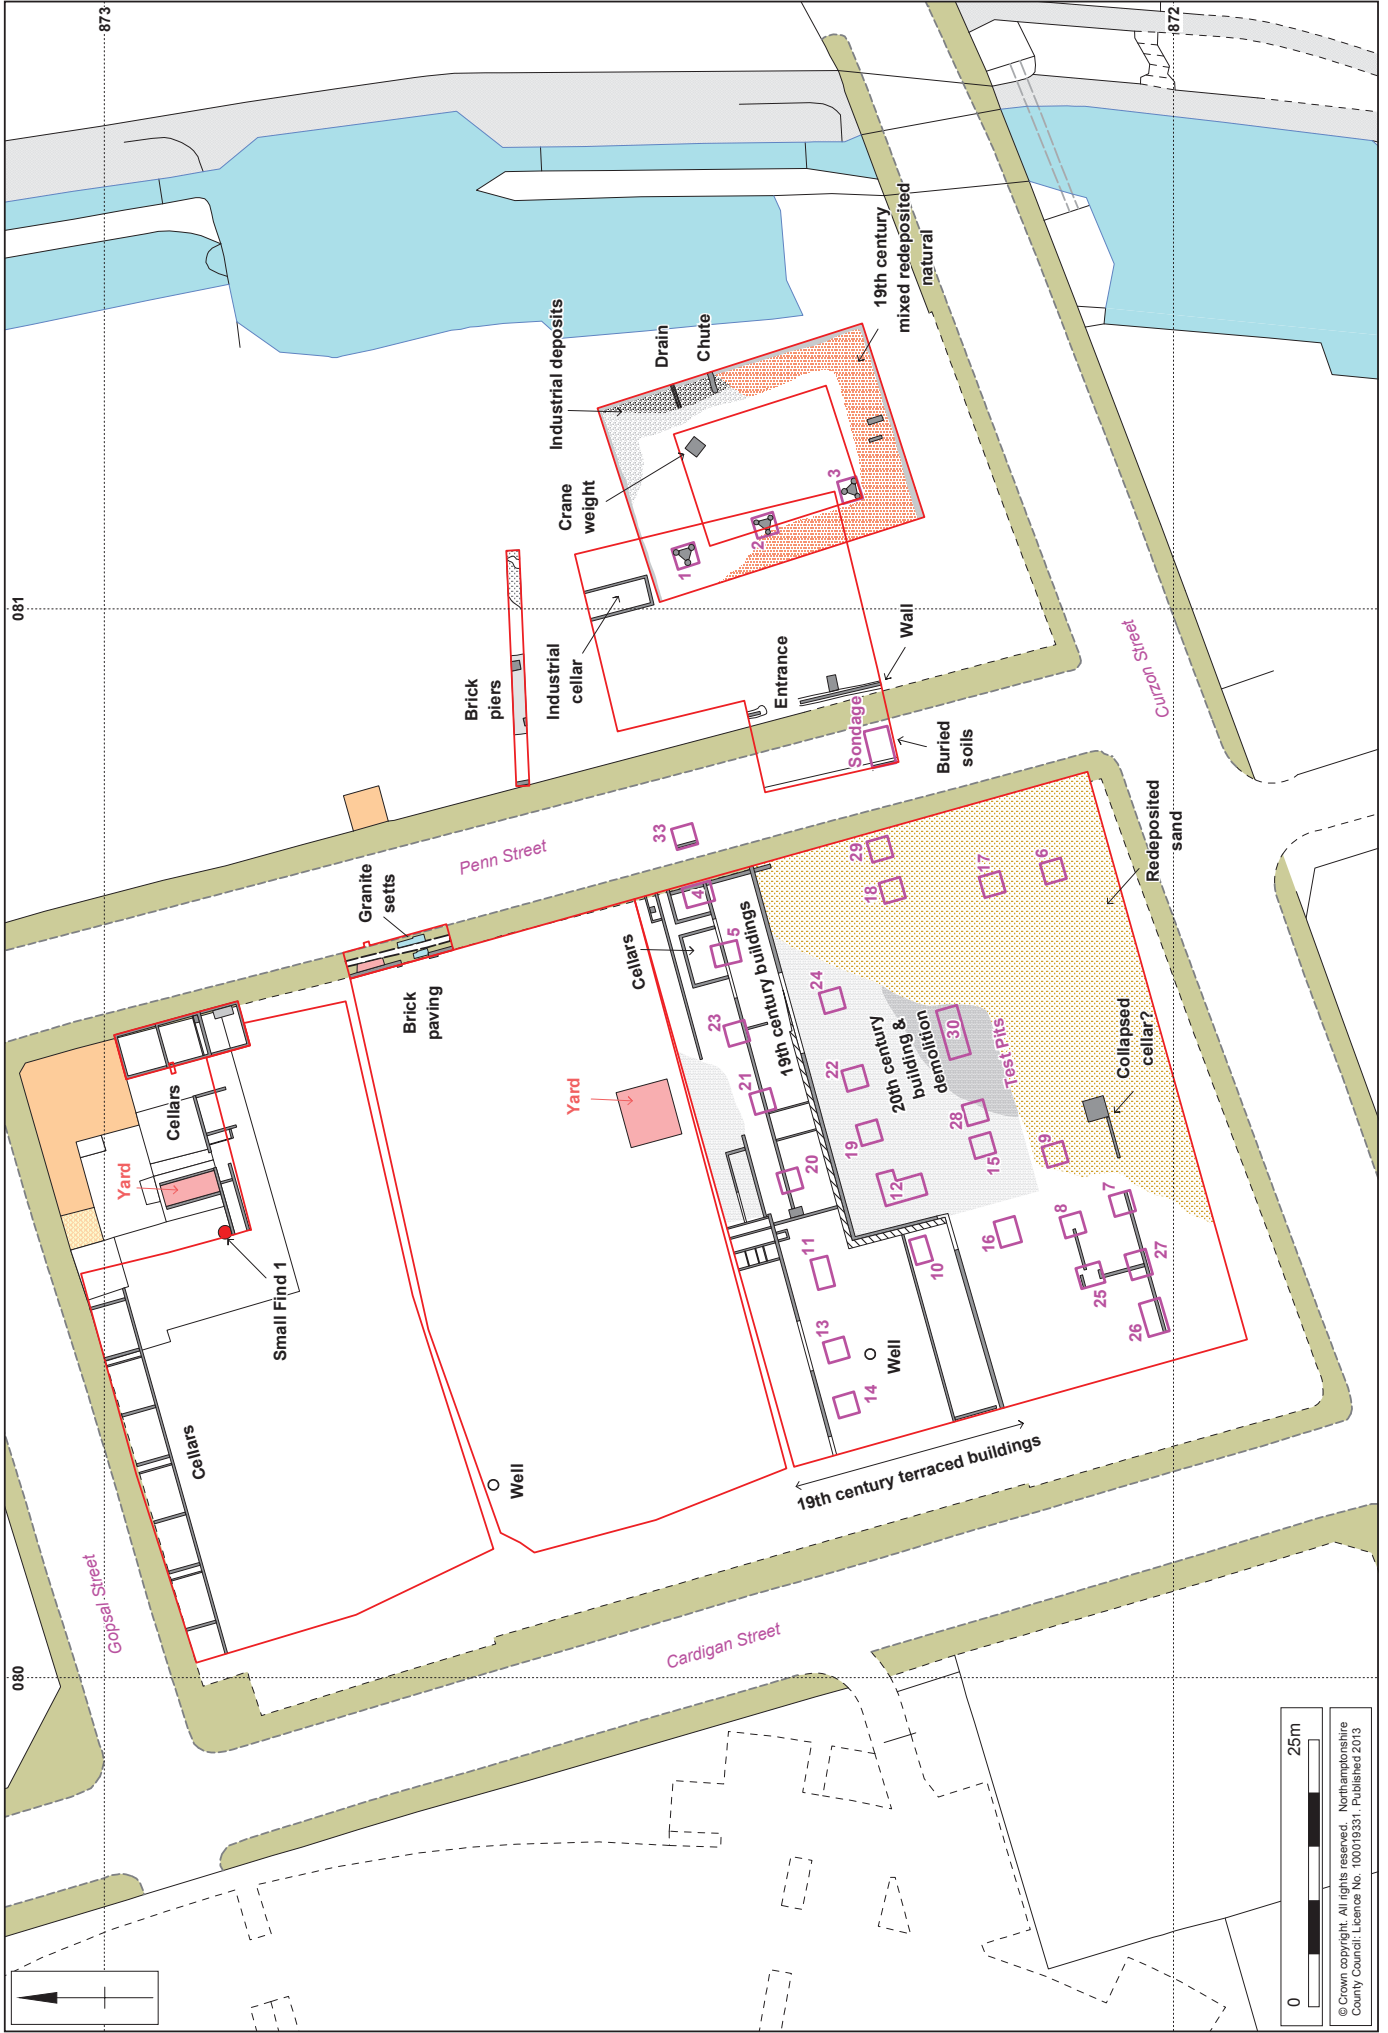 873
872
081
080
Gopsal Street
Penn Street
Cardigan Street
Curzon Street
Yard
Cellars
Small Find 1
Cellars
Well
Granite
setts
Brick
paving
Yard
Cellars
19th century buildings
20th century
building &
demolition
Test Pits
Redeposited
sand
Collapsed
cellar?
Well
19th century terraced buildings
Brick
piers
Industrial
cellar
Crane
weight
Industrial deposits
Drain
Chute
19th century
mixed redeposited
natural
Entrance
Wall
Sondage
Buried
soils
1
2
3
4
5
6
7
8
9
10
11
12
13
14
15
16
17
18
19
20
21
22
23
24
25
26
27
28
29
30
33
0
25m
© Crown copyright. All rights reserved. Northamptonshire
County Council: Licence No. 100019331. Published 2013